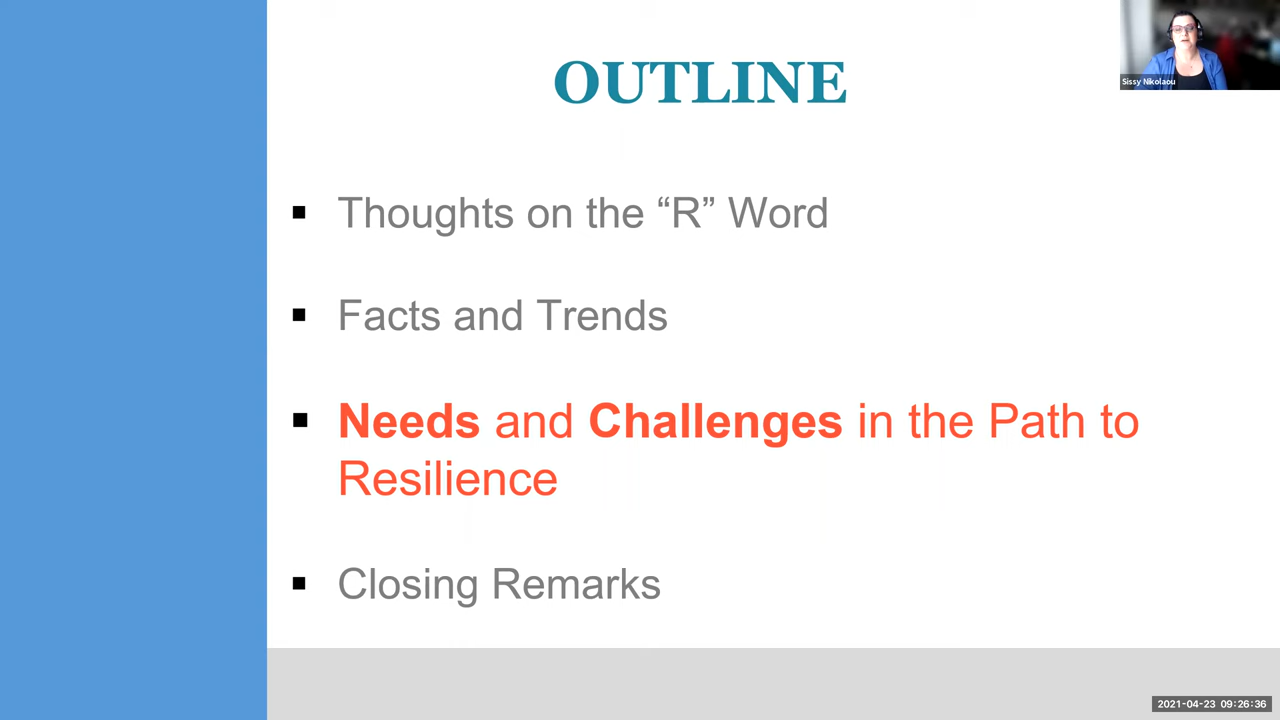 OUTLINE
Sissy Nikolaou
▪ Thoughts on the “R” Word
▪ Facts and Trends
▪ Needs and Challenges in the Path to
Resilience
▪ Closing Remarks
2021-04-23 09:26:36